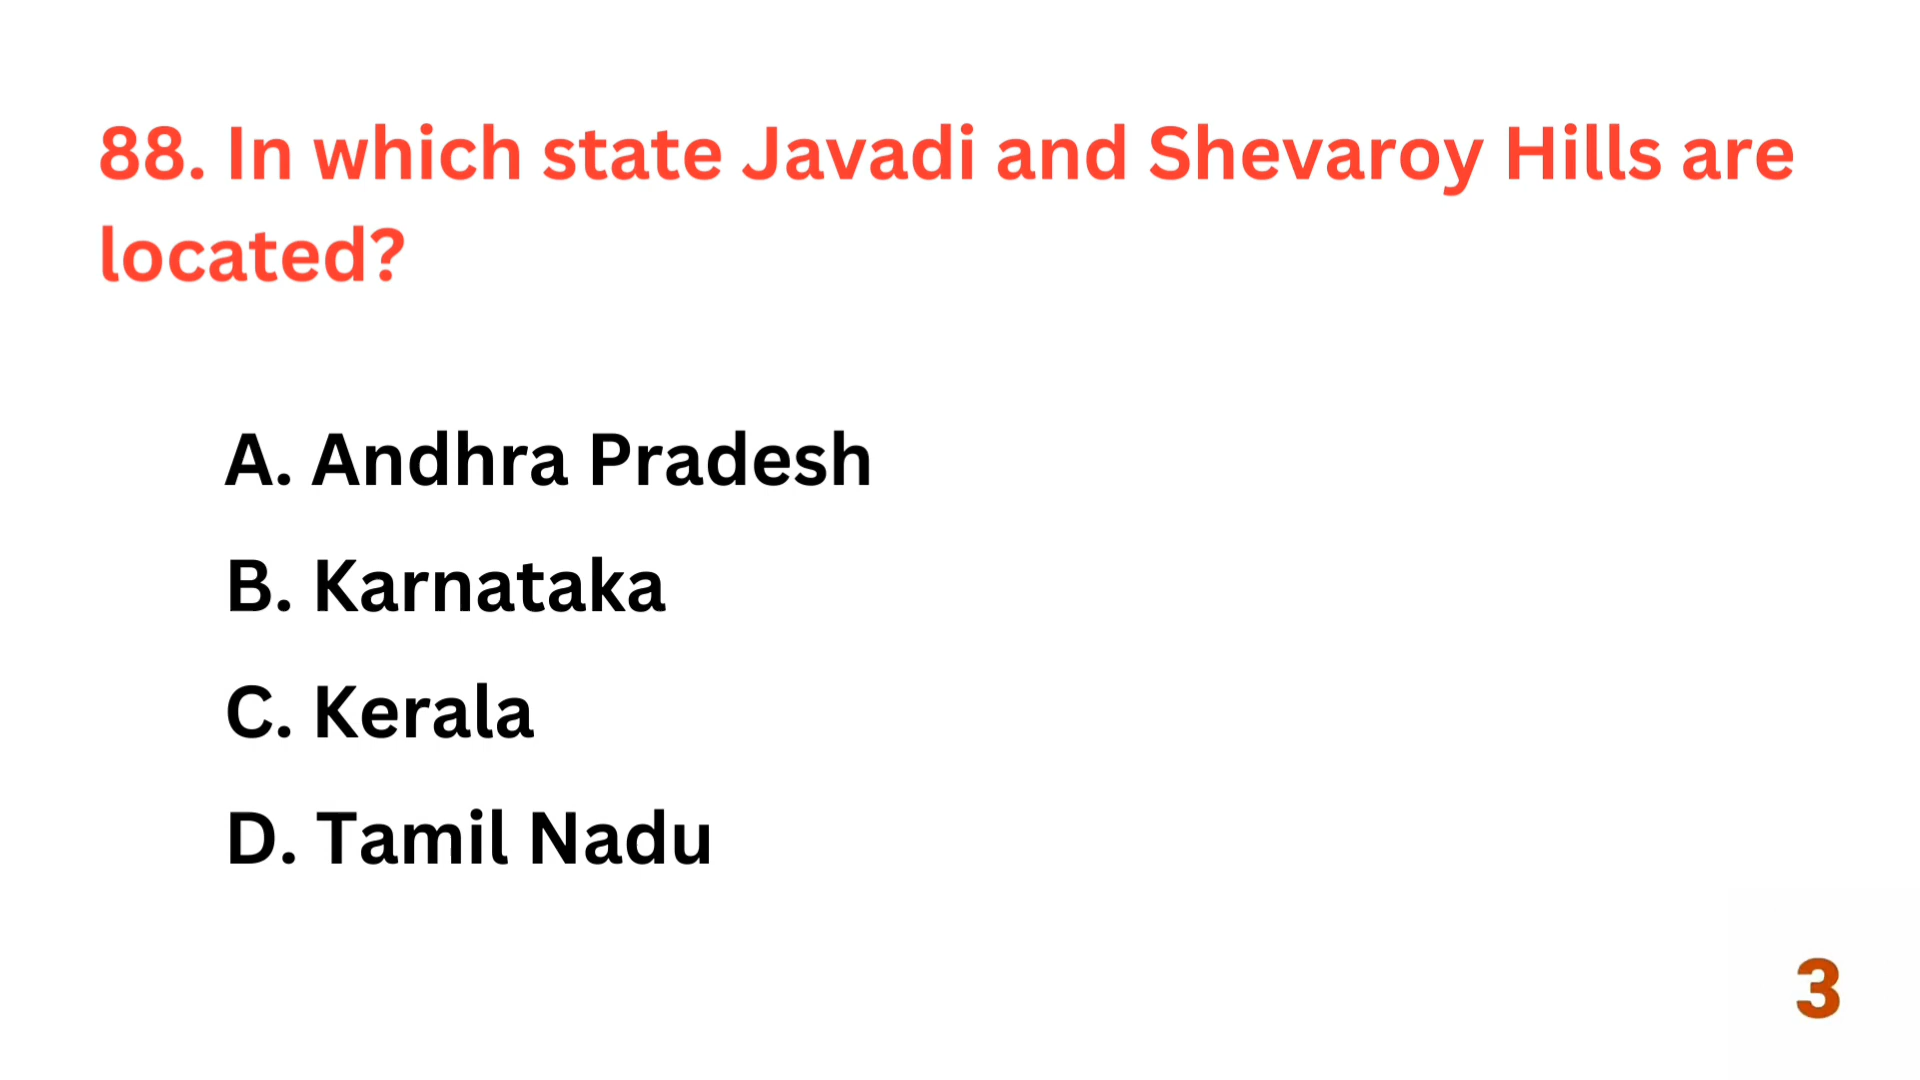 88. In which state Javadi and Shevaroy Hills are
located?
A. Andhra Pradesh
B. Karnataka
C. Kerala
D. Tamil Nadu
3